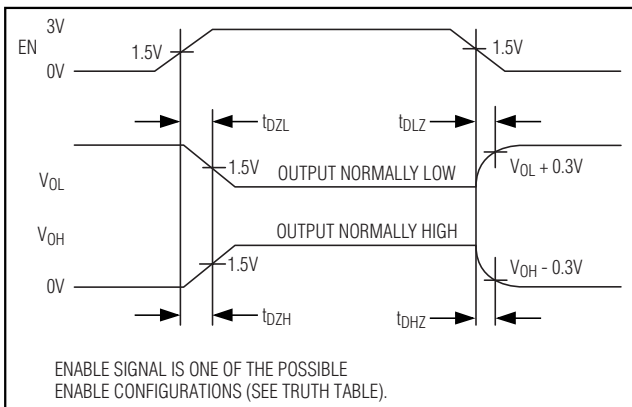 3V
EN
1.5V
1.5V
0V
tDZL
tDLZ
1.5V
OUTPUT NORMALLY LOW
VOL + 0.3V
VOL
OUTPUT NORMALLY HIGH
VOH
1.5V
VOH - 0.3V
0V
tDZH
tDHZ
ENABLE SIGNAL IS ONE OF THE POSSIBLE
ENABLE CONFIGURATIONS (SEE TRUTH TABLE).